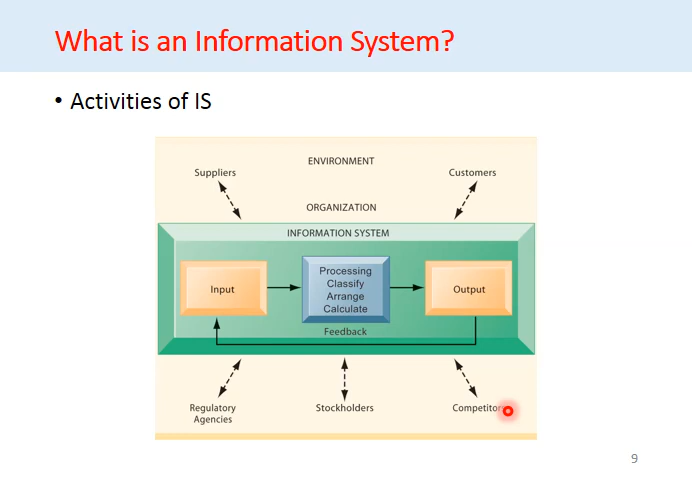 What is an Information System?
• Activities of IS
ENVIRONMENT
Suppliers
Customers
ORGANIZATION
INFORMATION SYSTEM
Input
Processing
Classify
Arrange
Calculate
Output
Feedback
Regulatory
Agencies
Stockholders
Competitor
9